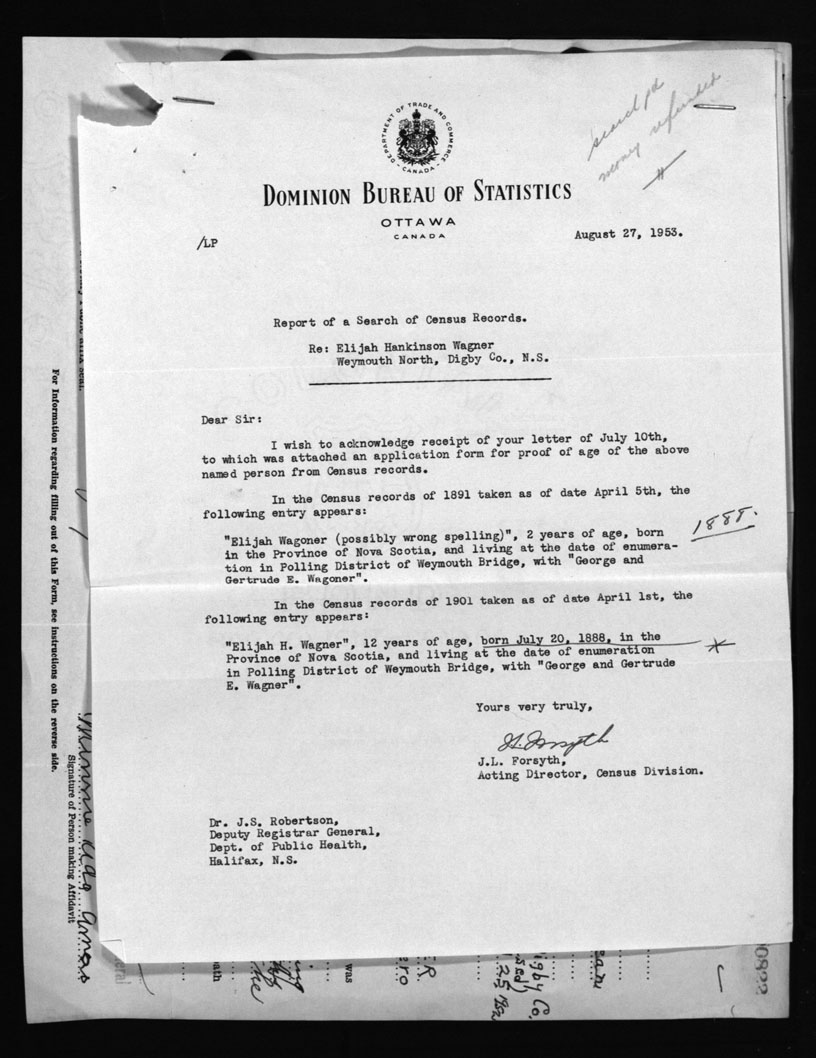 search pd
money refunded
DEPARTMENT OF TRADE AND COMMERCE
CANADA
DOMINION BUREAU OF STATISTICS
OTTAWA
CANADA
/LP
August 27, 1953.
Report of a Search of Census Records.
Re: Elijah Hankinson Wagner
Weymouth North, Digby Co., N.S.
Dear Sir:
I wish to acknowledge receipt of your letter of July 10th,
to which was attached an application form for proof of age of the above
named person from Census records.
In the Census records of 1891 taken as of date April 5th, the
following entry appears:
1888.
"Elijah Wagoner (possibly wrong spelling)", 2 years of age, born
in the Province of Nova Scotia, and living at the date of enumera-
tion in Polling District of Weymouth Bridge, with "George and
Gertrude E. Wagoner".
In the Census records of 1901 taken as of date April 1st, the
following entry appears:
"Elijah H. Wagner", 12 years of age, born July 20, 1888, in the
Province of Nova Scotia, and living at the date of enumeration
in Polling District of Weymouth Bridge, with "George and Gertrude
E. Wagner".
Yours very truly,
J.L. Forsyth
J.L. Forsyth,
Acting Director, Census Division.
Dr. J.S. Robertson,
Deputy Registrar General,
Dept. of Public Health,
Halifax, N.S.
For Information regarding filling out of this Form, see instructions on the reverse side.
Signature of Person making Affidavit
was
igby Co.